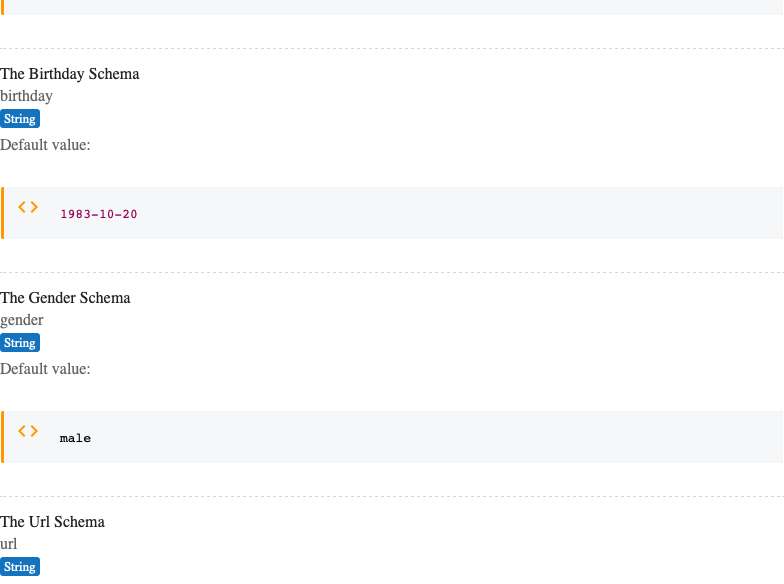 The Birthday Schema
birthday
String
Default value:
<> 1983-10-20
The Gender Schema
gender
String
Default value:
<> male
The Url Schema
url
String